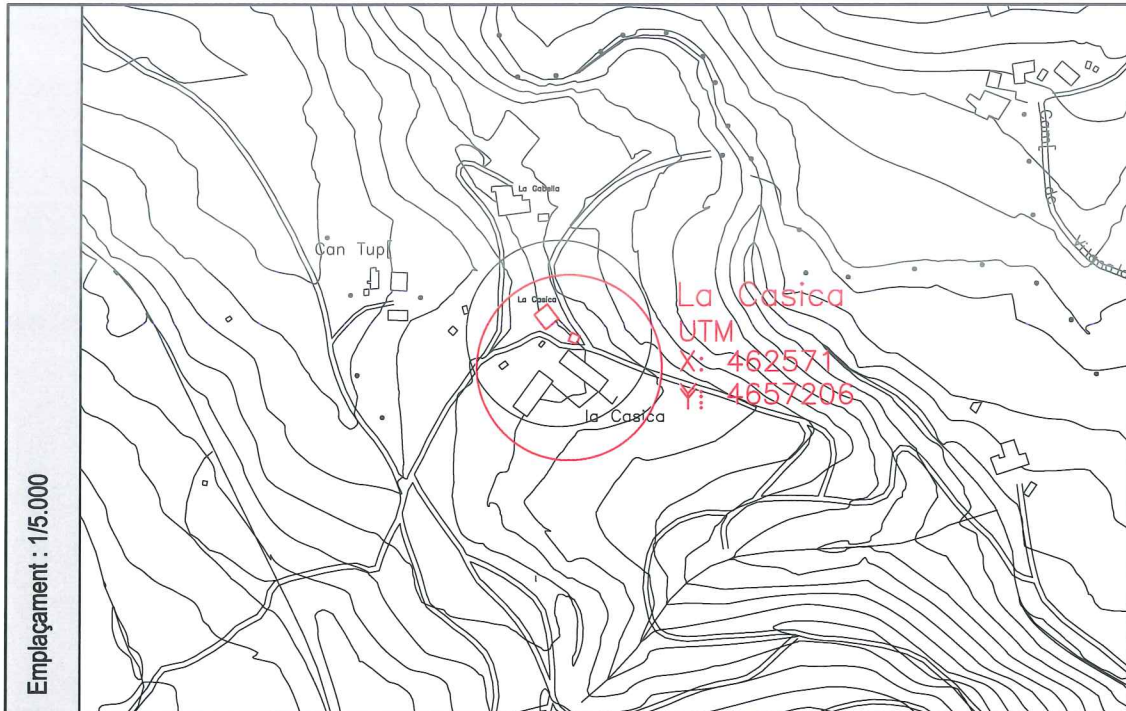 Emplaçament : 1/5.000
La Gabella
Can Tupí
La Casica
La Casica
UTM
X: 462571
Y: 4657206
la Casica
Camí de